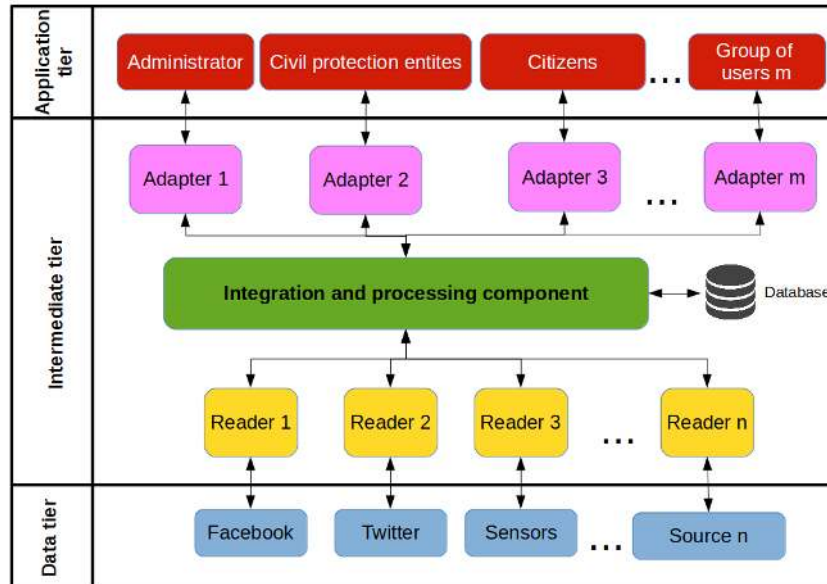 Application
tier
Administrator
Civil protection entites
Citizens
...
Group of
users m
Intermediate tier
Adapter 1
Adapter 2
Adapter 3
...
Adapter m
Integration and processing component
Database
Reader 1
Reader 2
Reader 3
...
Reader n
Data tier
Facebook
Twitter
Sensors
...
Source n